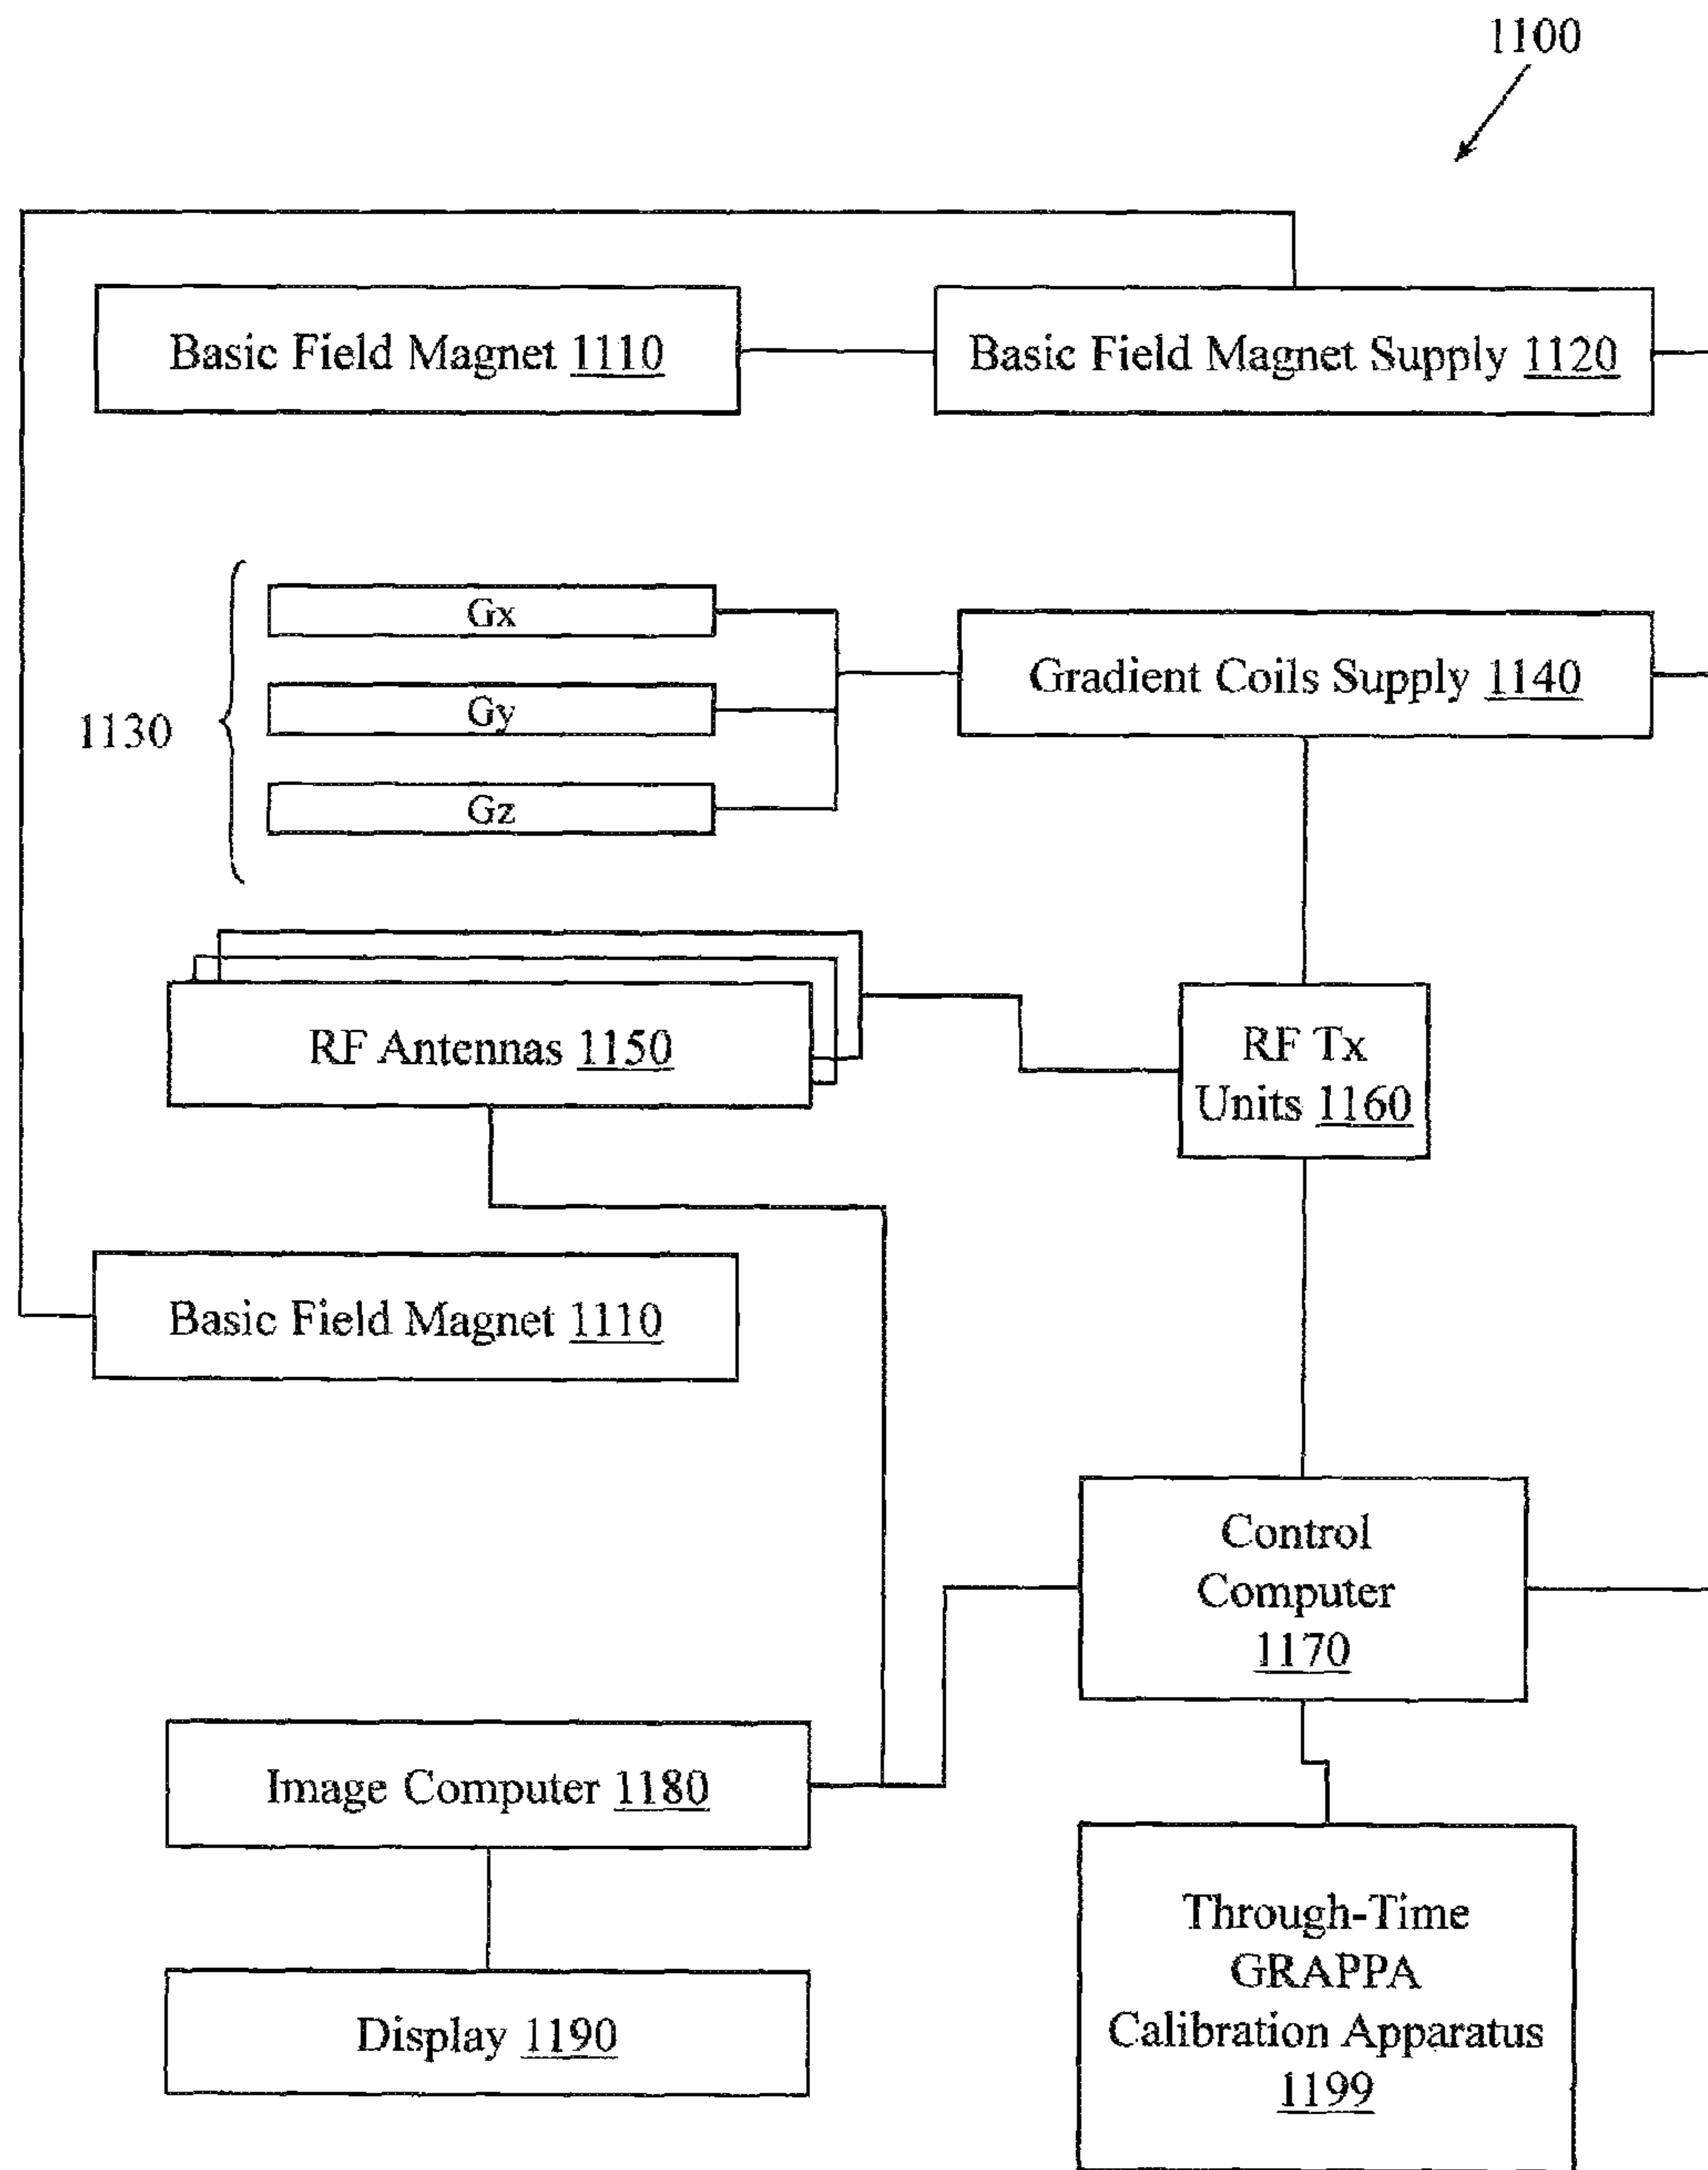 1100
Basic Field Magnet 1110
Basic Field Magnet Supply 1120
Gx
Gy
Gz
1130
Gradient Coils Supply 1140
RF Antennas 1150
RF Tx
Units 1160
Basic Field Magnet 1110
Control
Computer
1170
Image Computer 1180
Through-Time
GRAPPA
Calibration Apparatus
1199
Display 1190